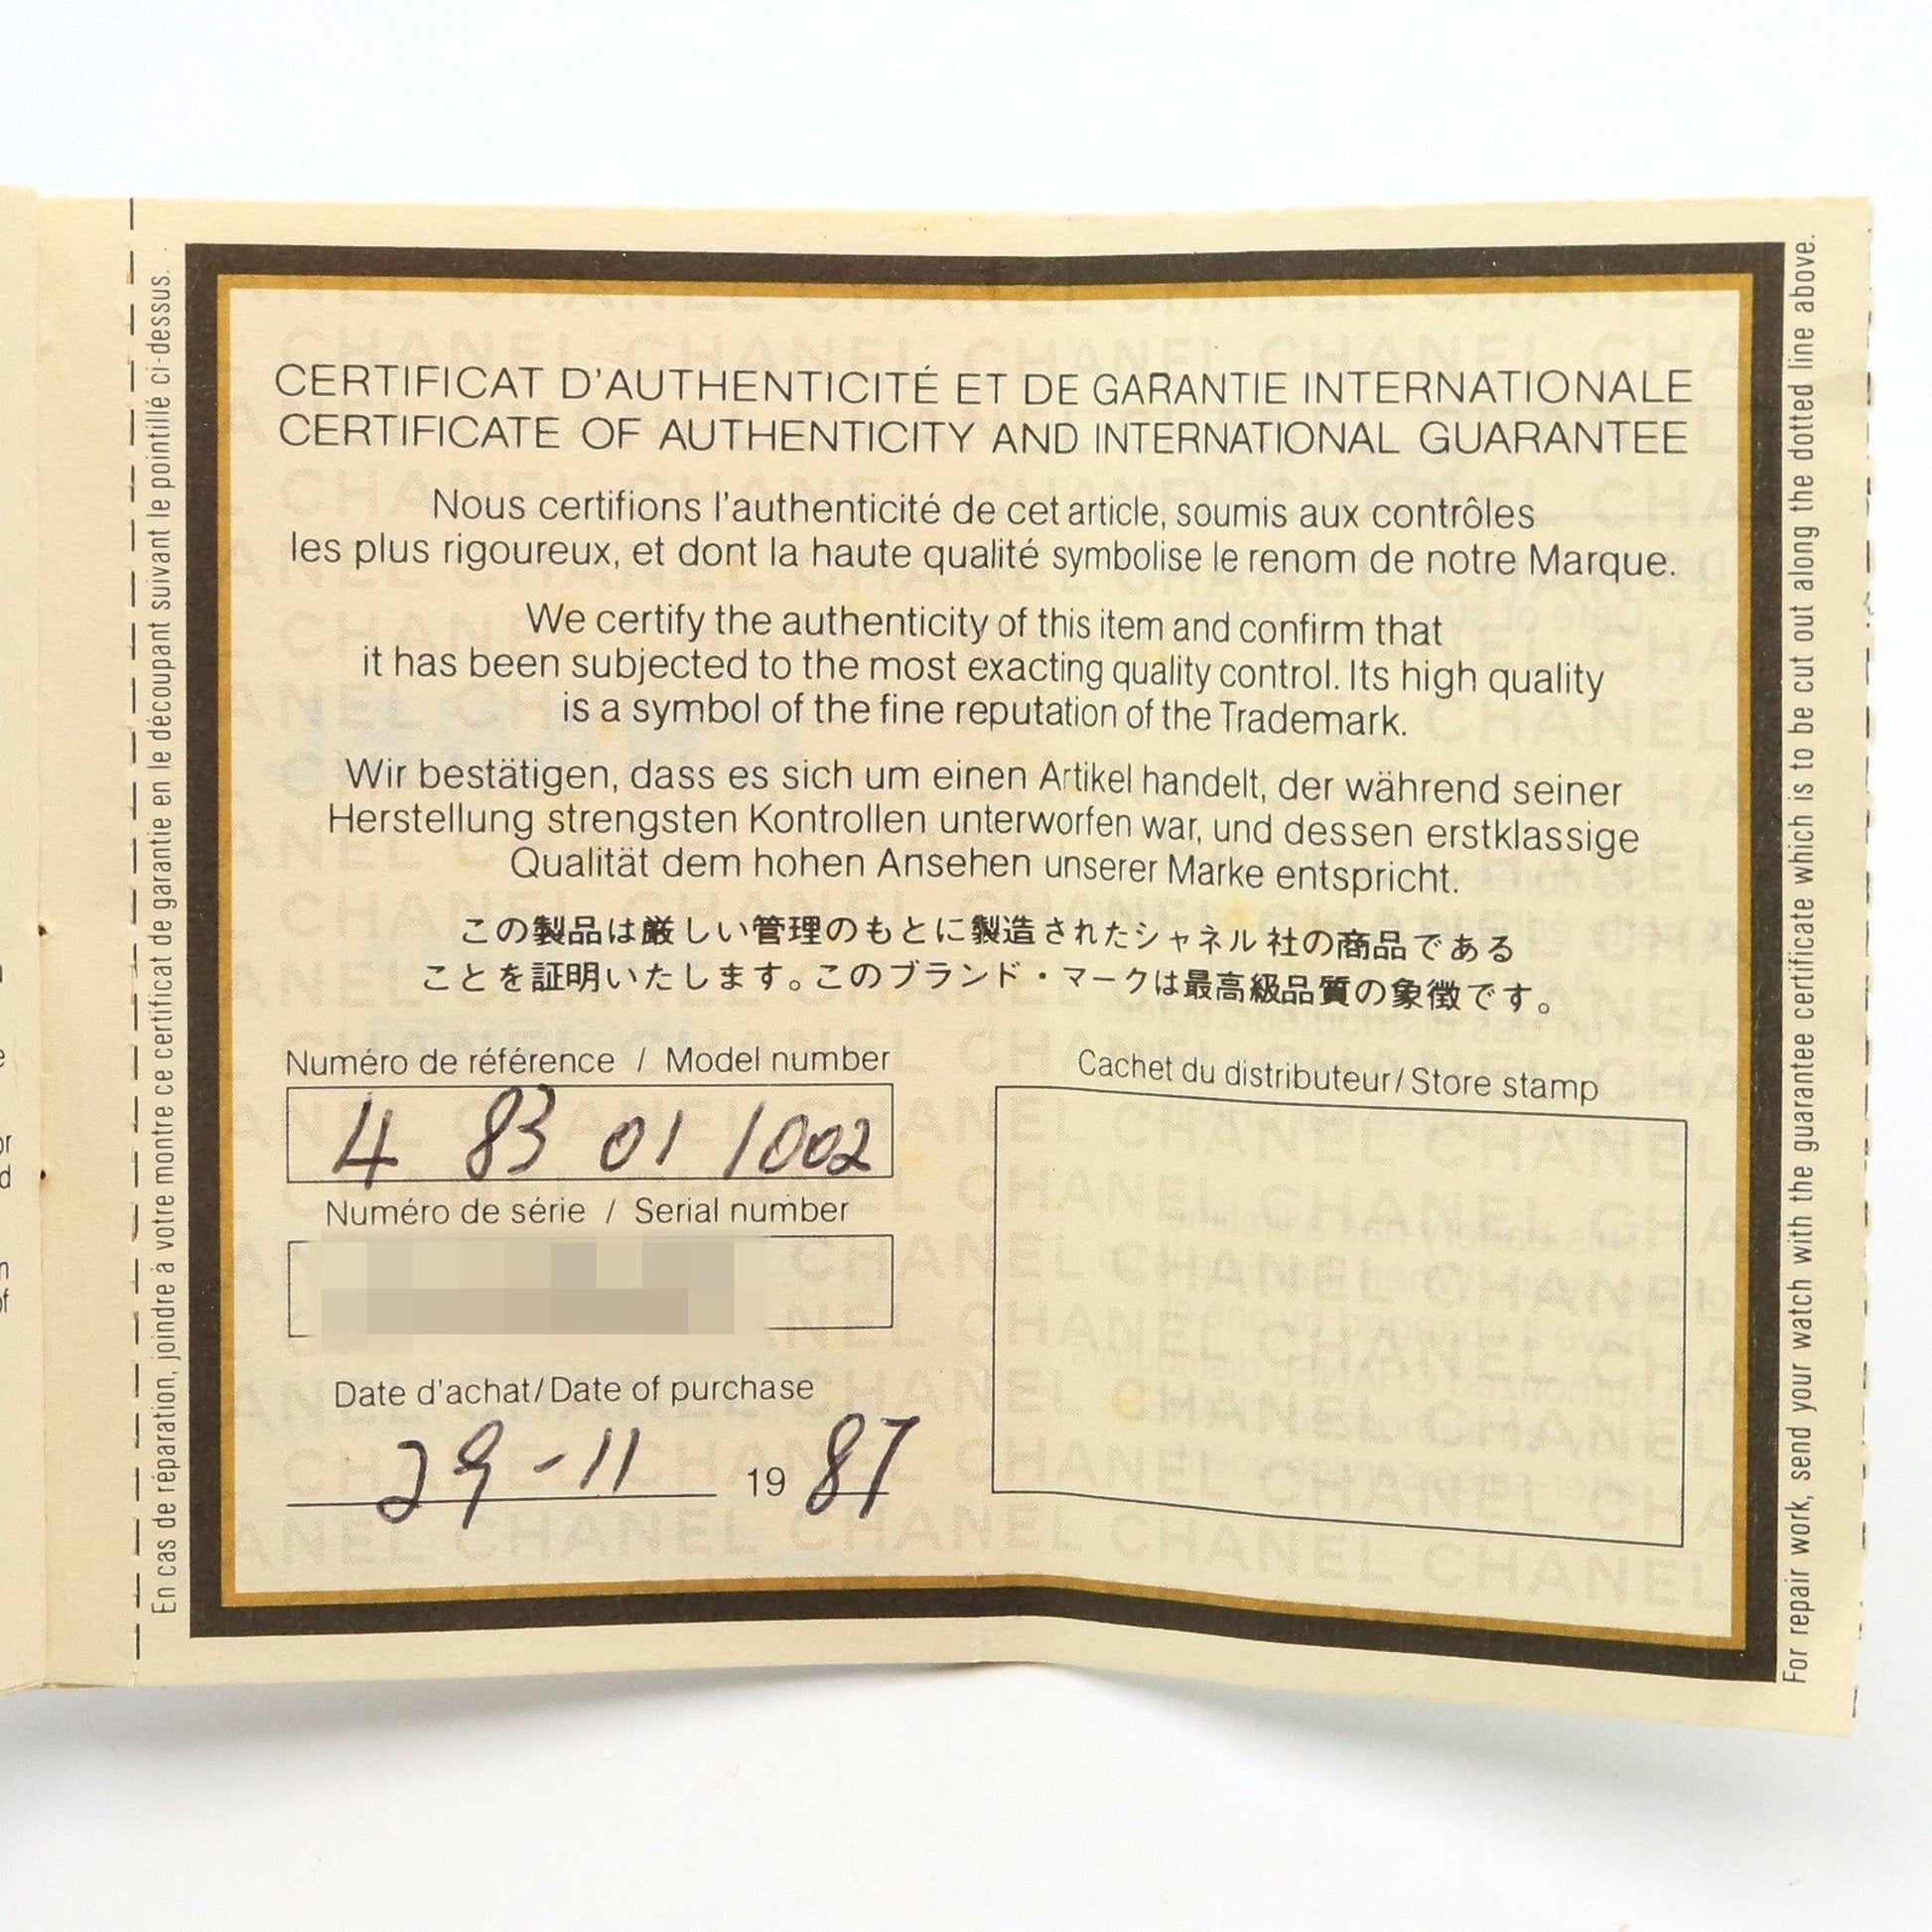 En cas de réparation, joindre à votre montre ce certificat de garantie en le découpant suivant le pointillé ci-dessus.
CERTIFICAT D'AUTHENTICITÉ ET DE GARANTIE INTERNATIONALE
CERTIFICATE OF AUTHENTICITY AND INTERNATIONAL GUARANTEE
Nous certifions l'authenticité de cet article, soumis aux contrôles
les plus rigoureux, et dont la haute qualité symbolise le renom de notre Marque.
We certify the authenticity of this item and confirm that
it has been subjected to the most exacting quality control. Its high quality
is a symbol of the fine reputation of the Trademark.
Wir bestätigen, dass es sich um einen Artikel handelt, der während seiner
Herstellung strengsten Kontrollen unterworfen war, und dessen erstklassige
Qualität dem hohen Ansehen unserer Marke entspricht.
この製品は厳しい管理のもとに製造されたシャネル社の商品である
ことを証明いたします。このブランド・マークは最高級品質の象徴です。
Numéro de référence / Model number
4 83 01 1002
Numéro de série / Serial number
Date d'achat/Date of purchase
29-11 1987
Cachet du distributeur/Store stamp
For repair work, send your watch with the guarantee certificate which is to be cut out along the dotted line above.